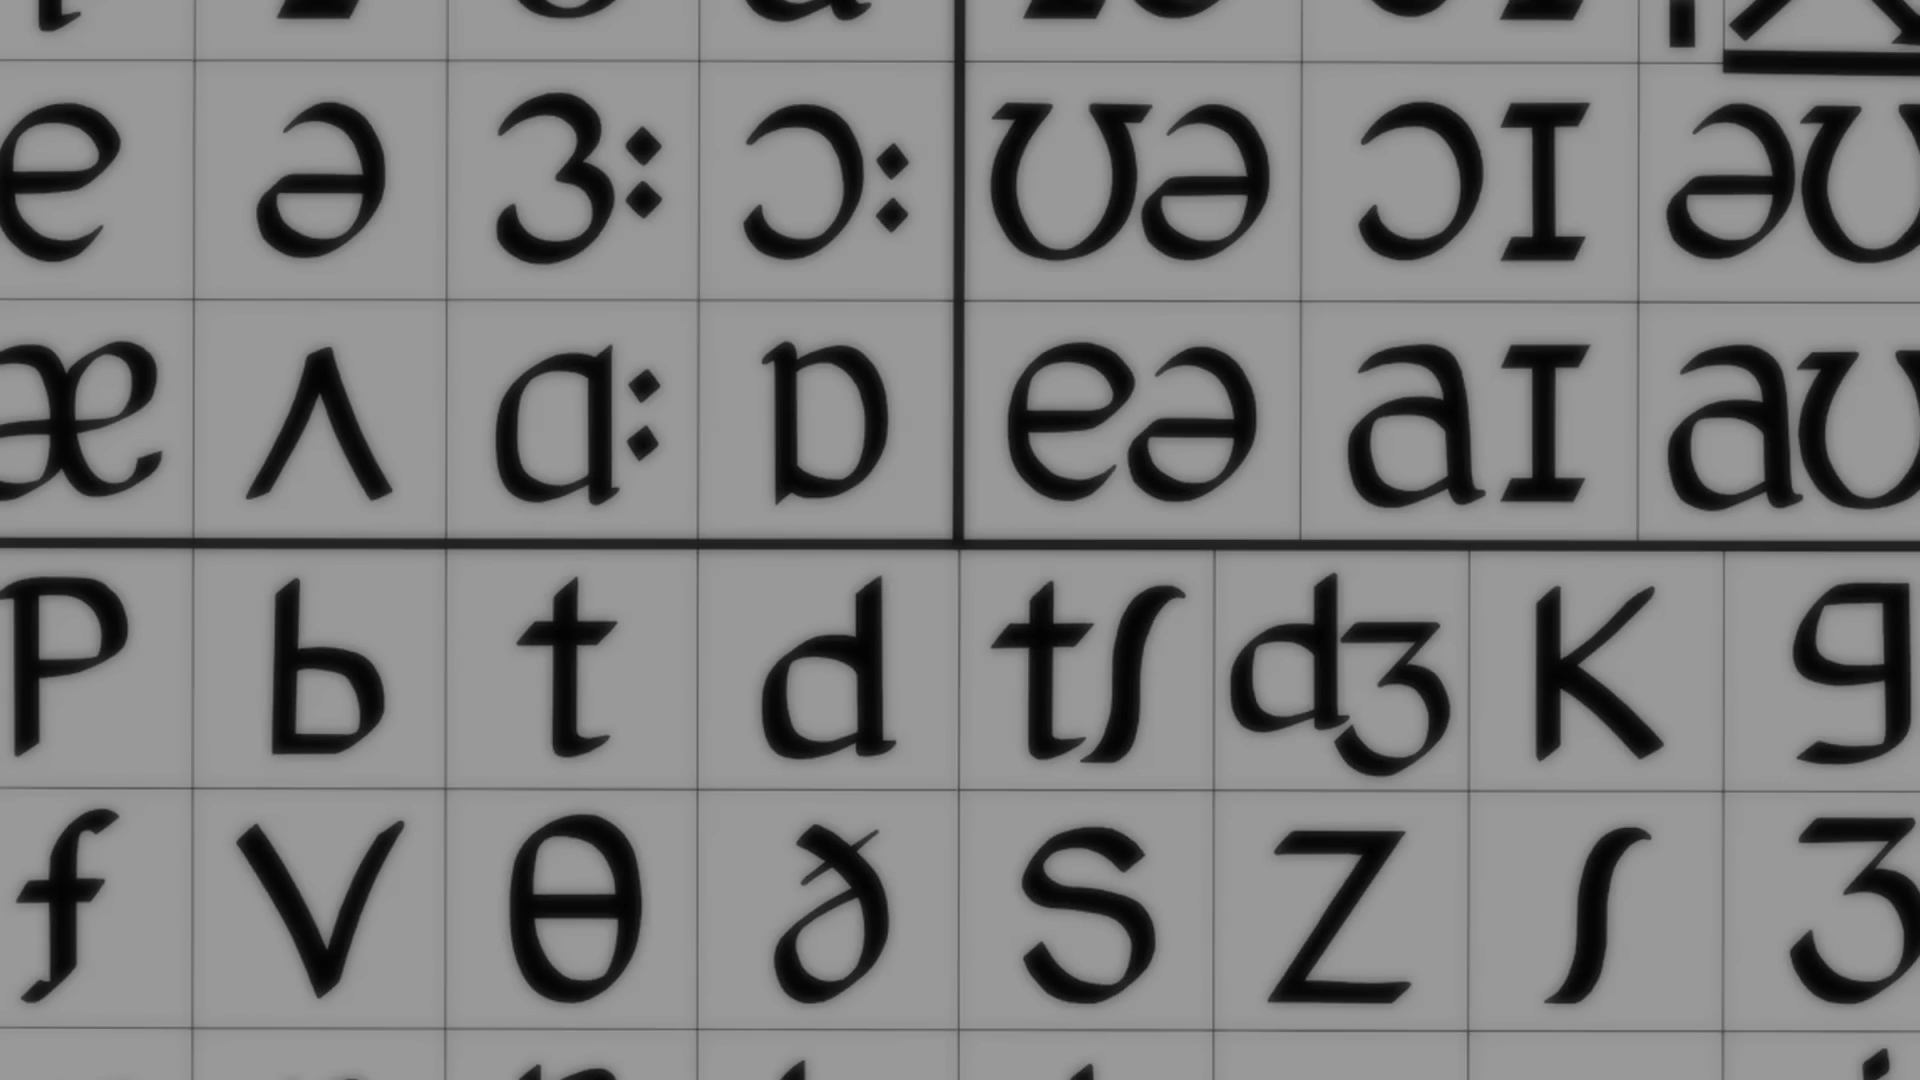 e ə ɜ: ɔ: ʊə ɔɪ əʊ
æ ʌ ɑ: ɒ eə aɪ aʊ
p b t d tʃ dʒ k g
f v θ ð s z ʃ ʒ